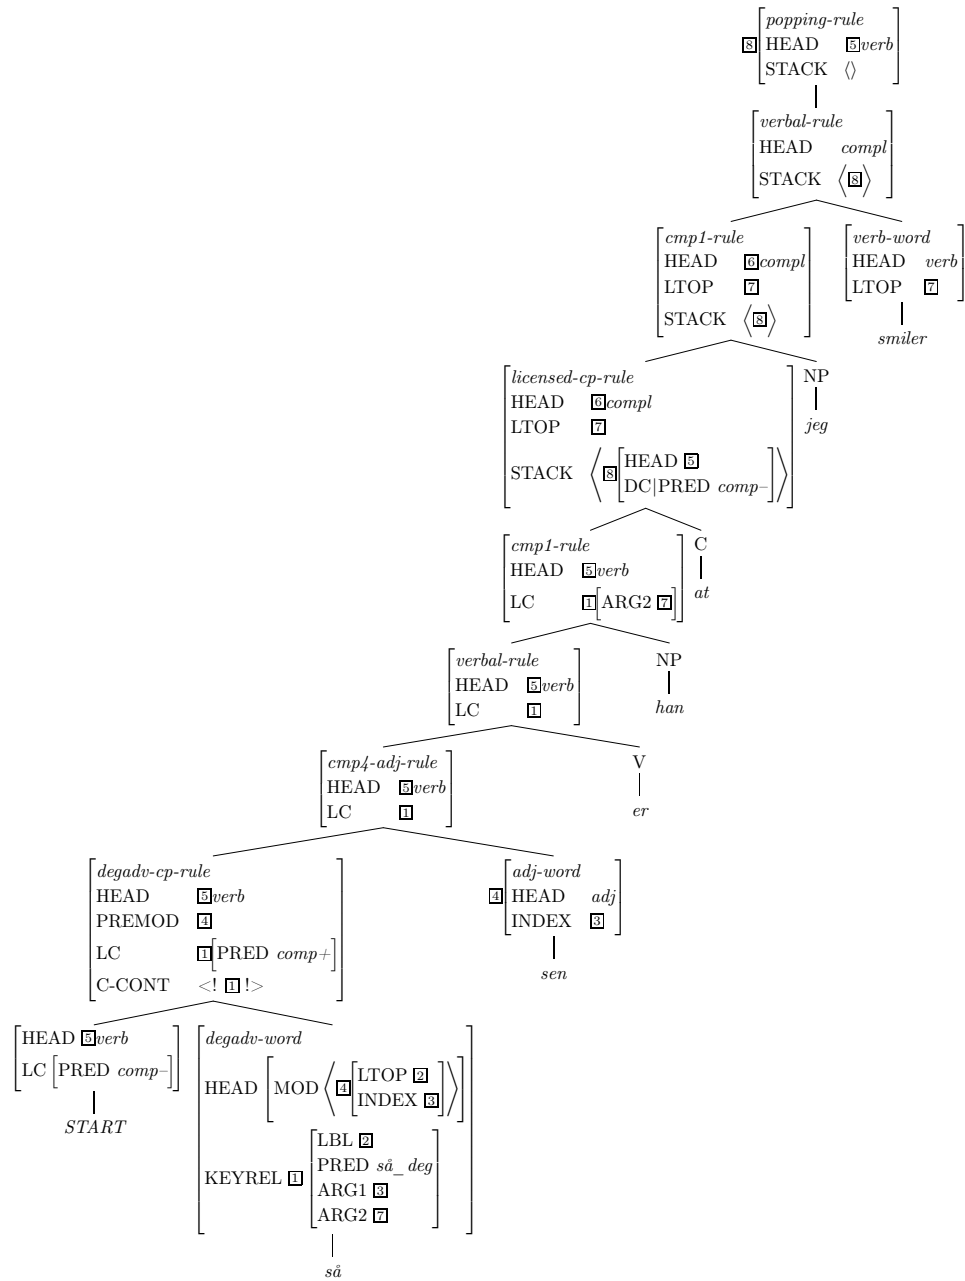 popping-rule
8 HEAD 5 verb
STACK ⟨⟩
verbal-rule
HEAD compl
STACK ⟨8⟩
cmp1-rule
HEAD 6 compl
LTOP 7
STACK ⟨8⟩
verb-word
HEAD verb
LTOP 7
smiler
licensed-cp-rule
HEAD 6 compl
LTOP 7
STACK ⟨8 [HEAD 5
DC|PRED comp–]⟩
NP
jeg
cmp1-rule
HEAD 5 verb
LC 1 [ARG2 7]
C
at
verbal-rule
HEAD 5 verb
LC 1
NP
han
cmp4-adj-rule
HEAD 5 verb
LC 1
V
er
degadv-cp-rule
HEAD 5 verb
PREMOD 4
LC 1 [PRED comp+]
C-CONT <! 1 !>
adj-word
4 HEAD adj
INDEX 3
sen
HEAD 5 verb
LC [PRED comp–]
START
degadv-word
HEAD [MOD ⟨4 [LTOP 2
INDEX 3]⟩]
KEYREL 1 [LBL 2
PRED så_deg
ARG1 3
ARG2 7]
så